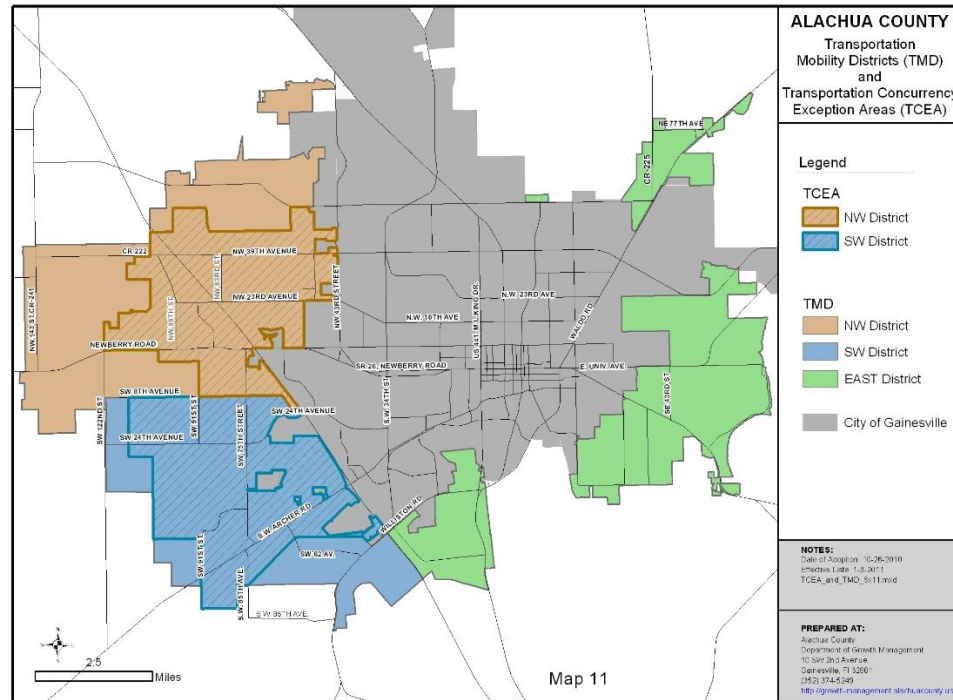 ALACHUA COUNTY
Transportation
Mobility Districts (TMD)
and
Transportation Concurrency
Exception Areas (TCEA)
Legend
TCEA
NW District
SW District
TMD
NW District
SW District
EAST District
City of Gainesville
NOTES:
Date of Adoption: 10-26-2010
Effective Date: 1-3-2011
TCEA_and_TMD_8x11.mxd
PREPARED AT:
Alachua County
Department of Growth Management
10 SW 2nd Avenue
Gainesville, Fl 32601
(352) 374-5249
http://growth-management.alachuacounty.us
NE 77TH AVE
CR-225
CR-222
NW 39TH AVENUE
NW 143 ST.CR-241
NW 83RD ST
NW 98TH ST.
NW 23RD AVENUE
NW 43RD STREET
N.W. 23RD AVE
N.W. 16TH AVE
US 441 M.L.KING DR.
WALDO RD
NEWBERRY ROAD
SR 26, NEWBERRY ROAD
E. UNIV. AVE
SW 8TH AVENUE
SW 122ND ST.
SW 91ST ST
SW 75TH STREET
SW 24TH AVENUE
SW 24TH AVENUE
S.W. 34TH ST
SE 43RD ST.
S.W. ARCHER RD
WILLISTON RD
SW 62 AV.
SW 91ST ST.
S.W. 85TH AVE.
N
W
E
S
2.5
Miles
Map 11